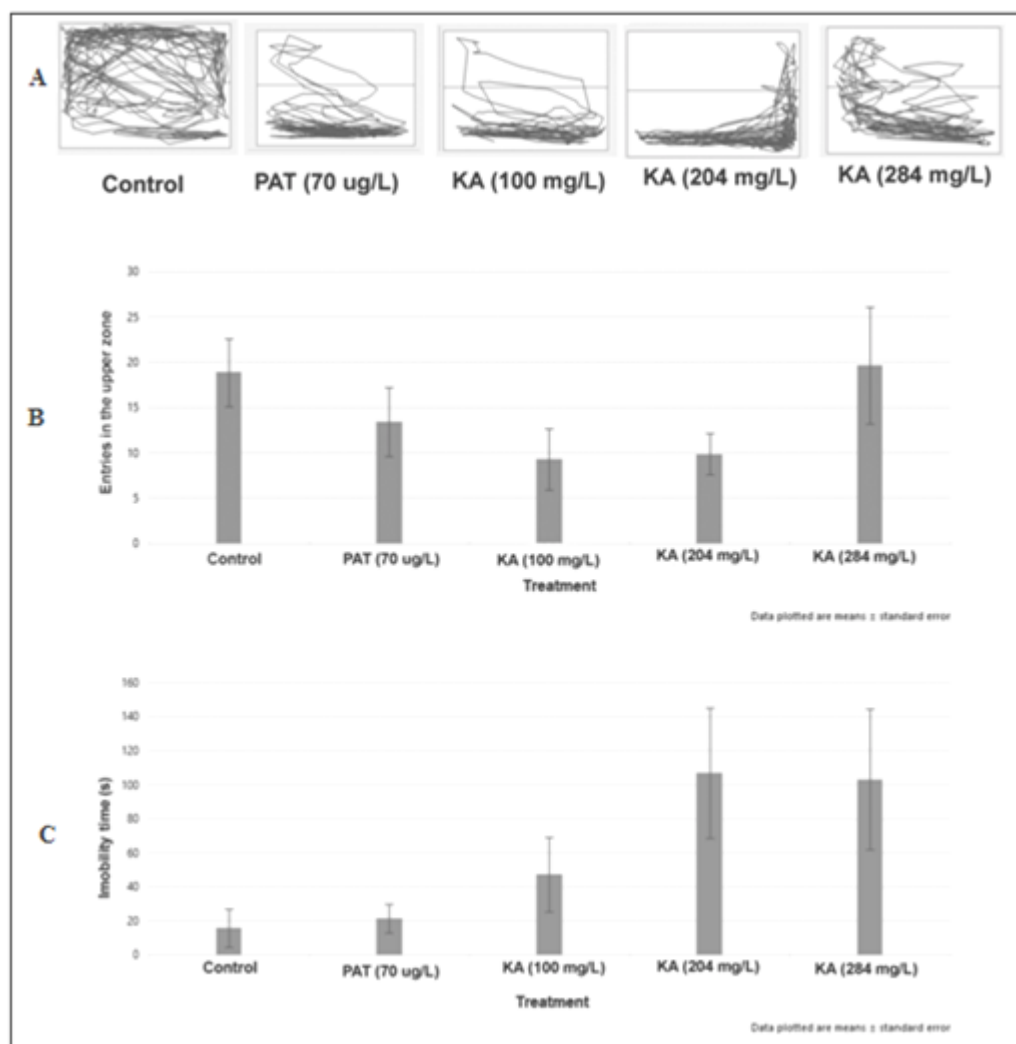 A
Control PAT (70 ug/L) KA (100 mg/L) KA (204 mg/L) KA (284 mg/L)
B
Entries in the upper zone
30
25
20
15
10
5
0
Control PAT (70 ug/L) KA (100 mg/L) KA (204 mg/L) KA (284 mg/L)
Treatment
Data plotted are means ± standard error
C
Imobility time (s)
160
140
120
100
80
60
40
20
0
Control PAT (70 ug/L) KA (100 mg/L) KA (204 mg/L) KA (284 mg/L)
Treatment
Data plotted are means ± standard error